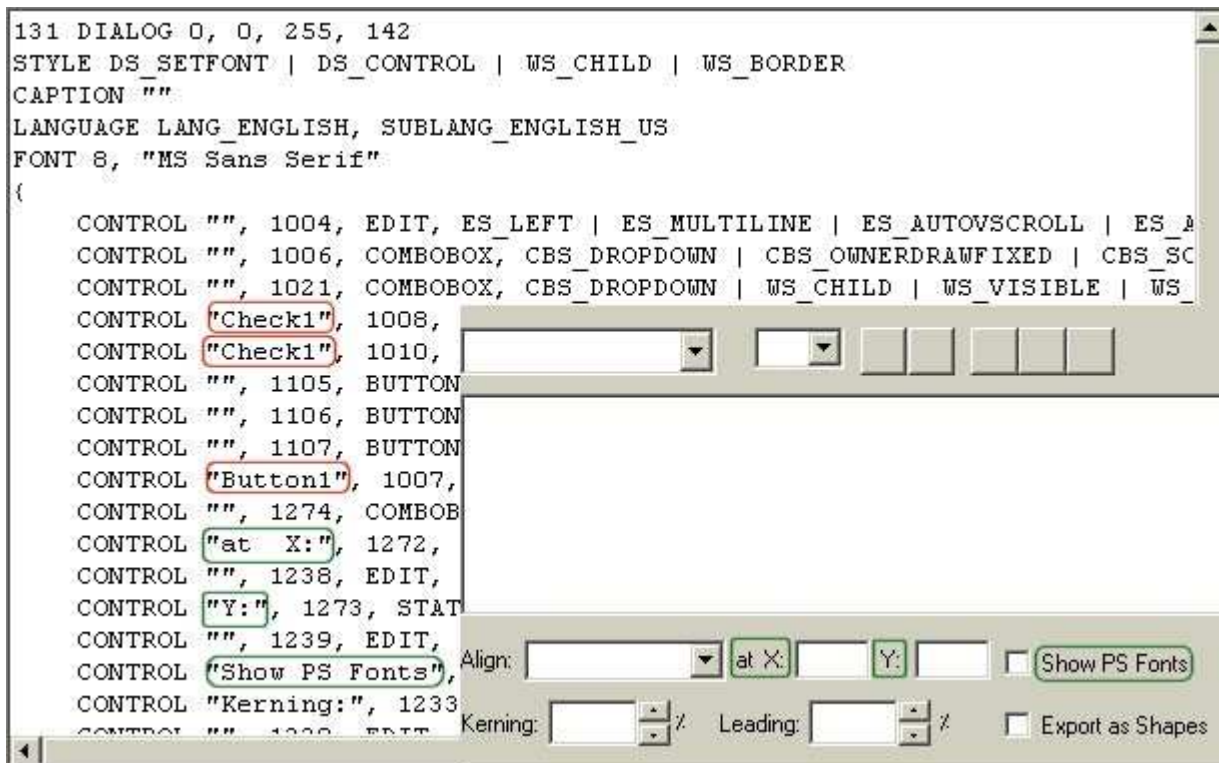 131 DIALOG 0, 0, 255, 142
STYLE DS_SETFONT | DS_CONTROL | WS_CHILD | WS_BORDER
CAPTION ""
LANGUAGE LANG_ENGLISH, SUBLANG_ENGLISH_US
FONT 8, "MS Sans Serif"
{
CONTROL "", 1004, EDIT, ES_LEFT | ES_MULTILINE | ES_AUTOVSCROLL | ES_A
CONTROL "", 1006, COMBOBOX, CBS_DROPDOWN | CBS_OWNERDRAWFIXED | CBS_SO
CONTROL "", 1021, COMBOBOX, CBS_DROPDOWN | WS_CHILD | WS_VISIBLE | WS_
CONTROL "Check1", 1008,
CONTROL "Check1", 1010,
CONTROL "", 1105, BUTTON
CONTROL "", 1106, BUTTON
CONTROL "", 1107, BUTTON
CONTROL "Button1", 1007,
CONTROL "", 1274, COMBOB
CONTROL "at  X:", 1272,
CONTROL "", 1238, EDIT,
CONTROL "Y:", 1273, STAT
CONTROL "", 1239, EDIT,
CONTROL "Show PS Fonts",
CONTROL "Kerning:", 1233
Align: at X: Y: Show PS Fonts
Kerning: % Leading: % Export as Shapes